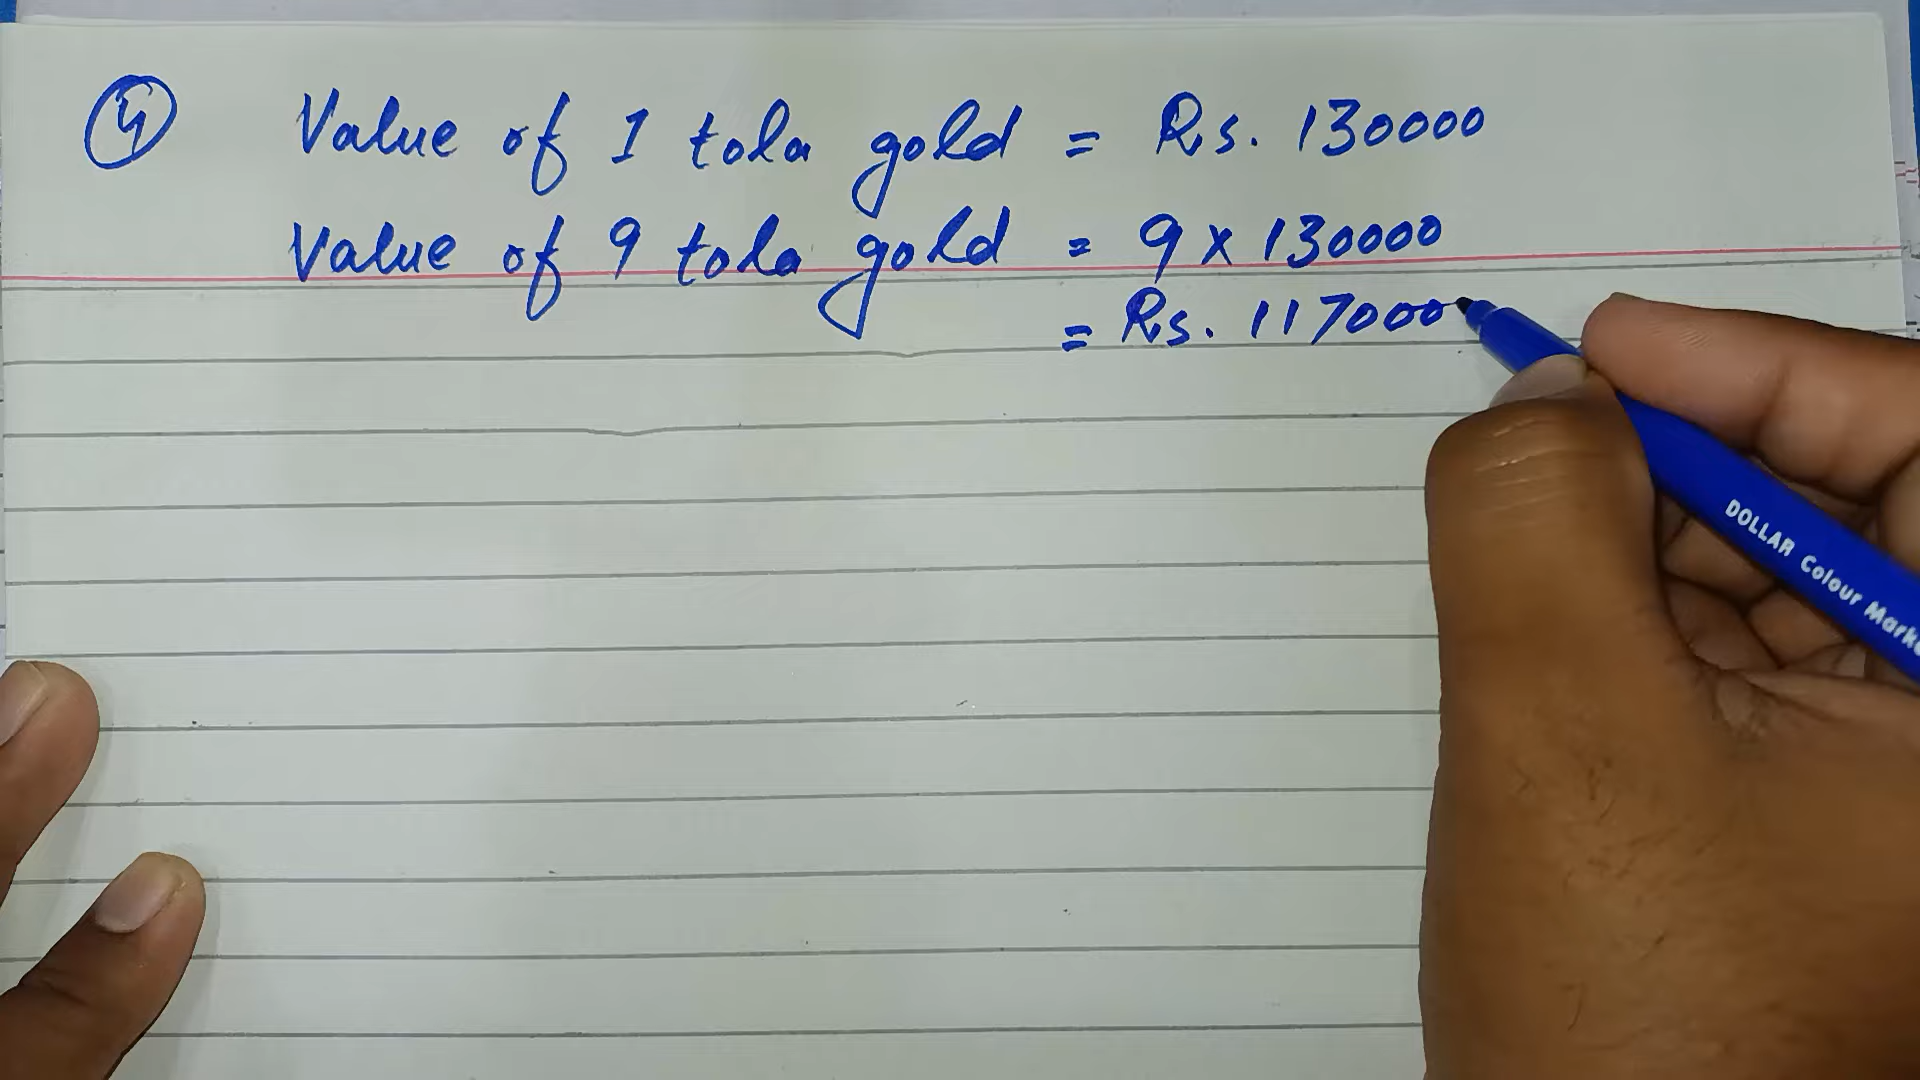 4 Value of 1 tola gold = Rs. 130000
Value of 9 tola gold = 9 x 130000
= Rs. 117000
DOLLAR Colour Marke